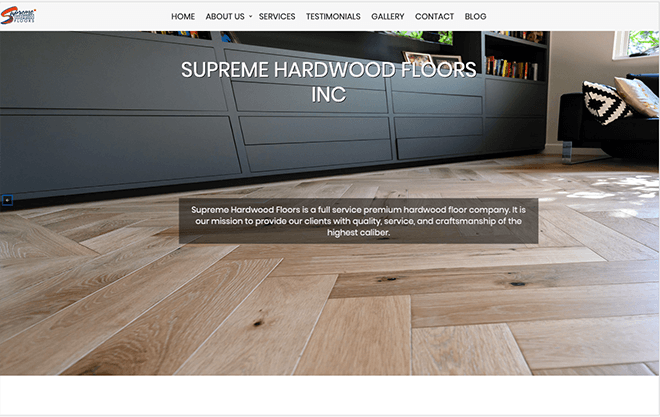 Supreme
FLOORS
HOME ABOUT US SERVICES TESTIMONIALS GALLERY CONTACT BLOG
SUPREME HARDWOOD FLOORS
INC
Supreme Hardwood Floors is a full service premium hardwood floor company. It is
our mission to provide our clients with quality, service, and craftsmanship of the
highest caliber.